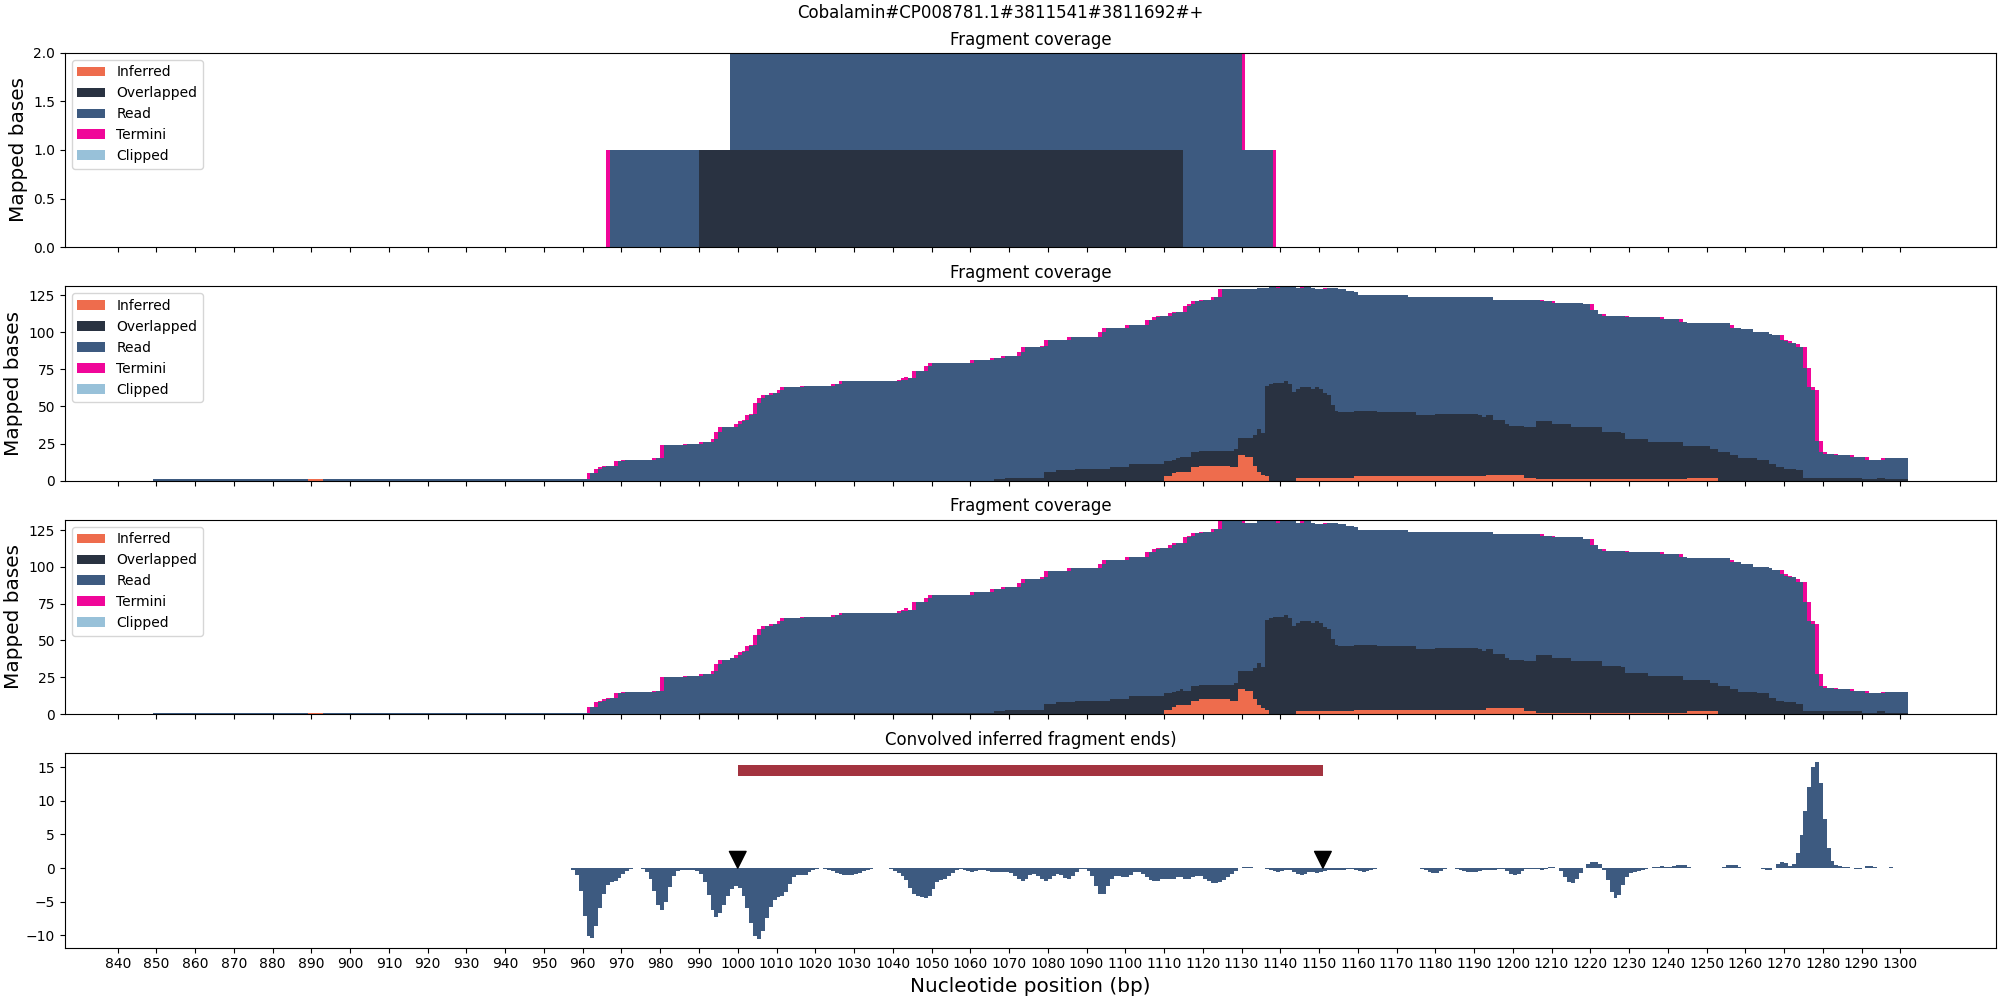 Cobalamin#CP008781.1#3811541#3811692#+
Fragment coverage
Mapped bases
2.0
1.5
1.0
0.5
0.0
Inferred
Overlapped
Read
Termini
Clipped
Fragment coverage
Mapped bases
125
100
75
50
25
0
Inferred
Overlapped
Read
Termini
Clipped
Fragment coverage
Mapped bases
125
100
75
50
25
0
Inferred
Overlapped
Read
Termini
Clipped
Convolved inferred fragment ends)
15
10
5
0
−5
−10
840 850 860 870 880 890 900 910 920 930 940 950 960 970 980 990 1000 1010 1020 1030 1040 1050 1060 1070 1080 1090 1100 1110 1120 1130 1140 1150 1160 1170 1180 1190 1200 1210 1220 1230 1240 1250 1260 1270 1280 1290 1300
Nucleotide position (bp)